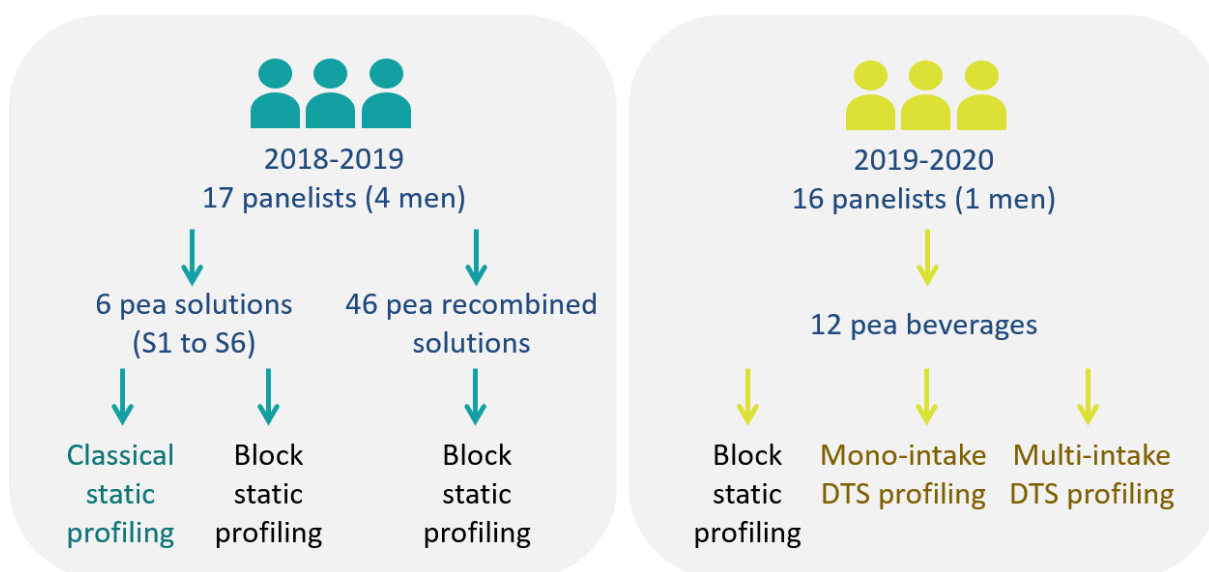 2018-2019
17 panelists (4 men)
6 pea solutions
(S1 to S6)
46 pea recombined
solutions
Classical
static
profiling
Block
static
profiling
Block
static
profiling
2019-2020
16 panelists (1 men)
12 pea beverages
Block
static
profiling
Mono-intake
DTS profiling
Multi-intake
DTS profiling